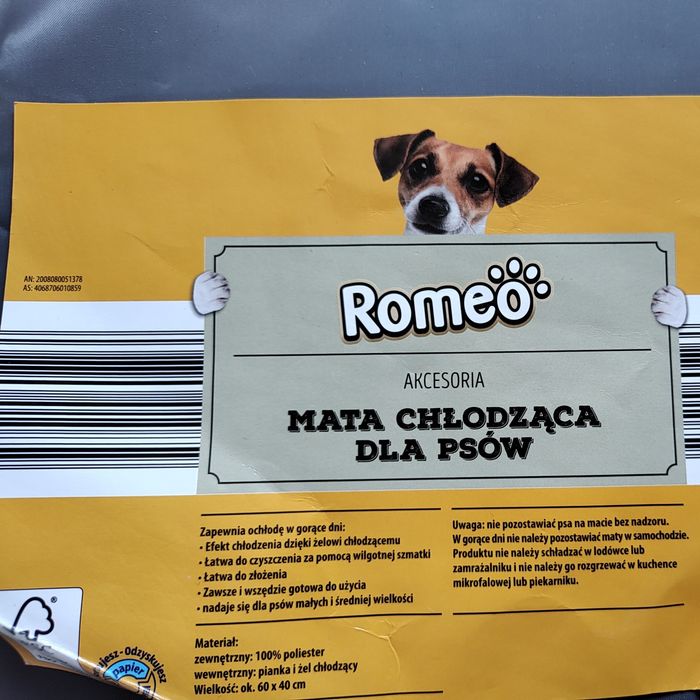 AN: 2008080051378
AS: 4068706010859
Romeo
AKCESORIA
MATA CHŁODZĄCA
DLA PSÓW
Zapewnia ochłodę w gorące dni:
• Efekt chłodzenia dzięki żelowi chłodzącemu
• Łatwa do czyszczenia za pomocą wilgotnej szmatki
• Łatwa do złożenia
• Zawsze i wszędzie gotowa do użycia
• nadaje się dla psów małych i średniej wielkości
Uwaga: nie pozostawiać psa na macie bez nadzoru.
W gorące dni nie należy pozostawiać maty w samochodzie.
Produktu nie należy schładzać w lodówce lub
zamrażalniku i nie należy go rozgrzewać w kuchence
mikrofalowej lub piekarniku.
Materiał:
zewnętrzny: 100% poliester
wewnętrzny: pianka i żel chłodzący
Wielkość: ok. 60 x 40 cm
Odzyskujesz
papier